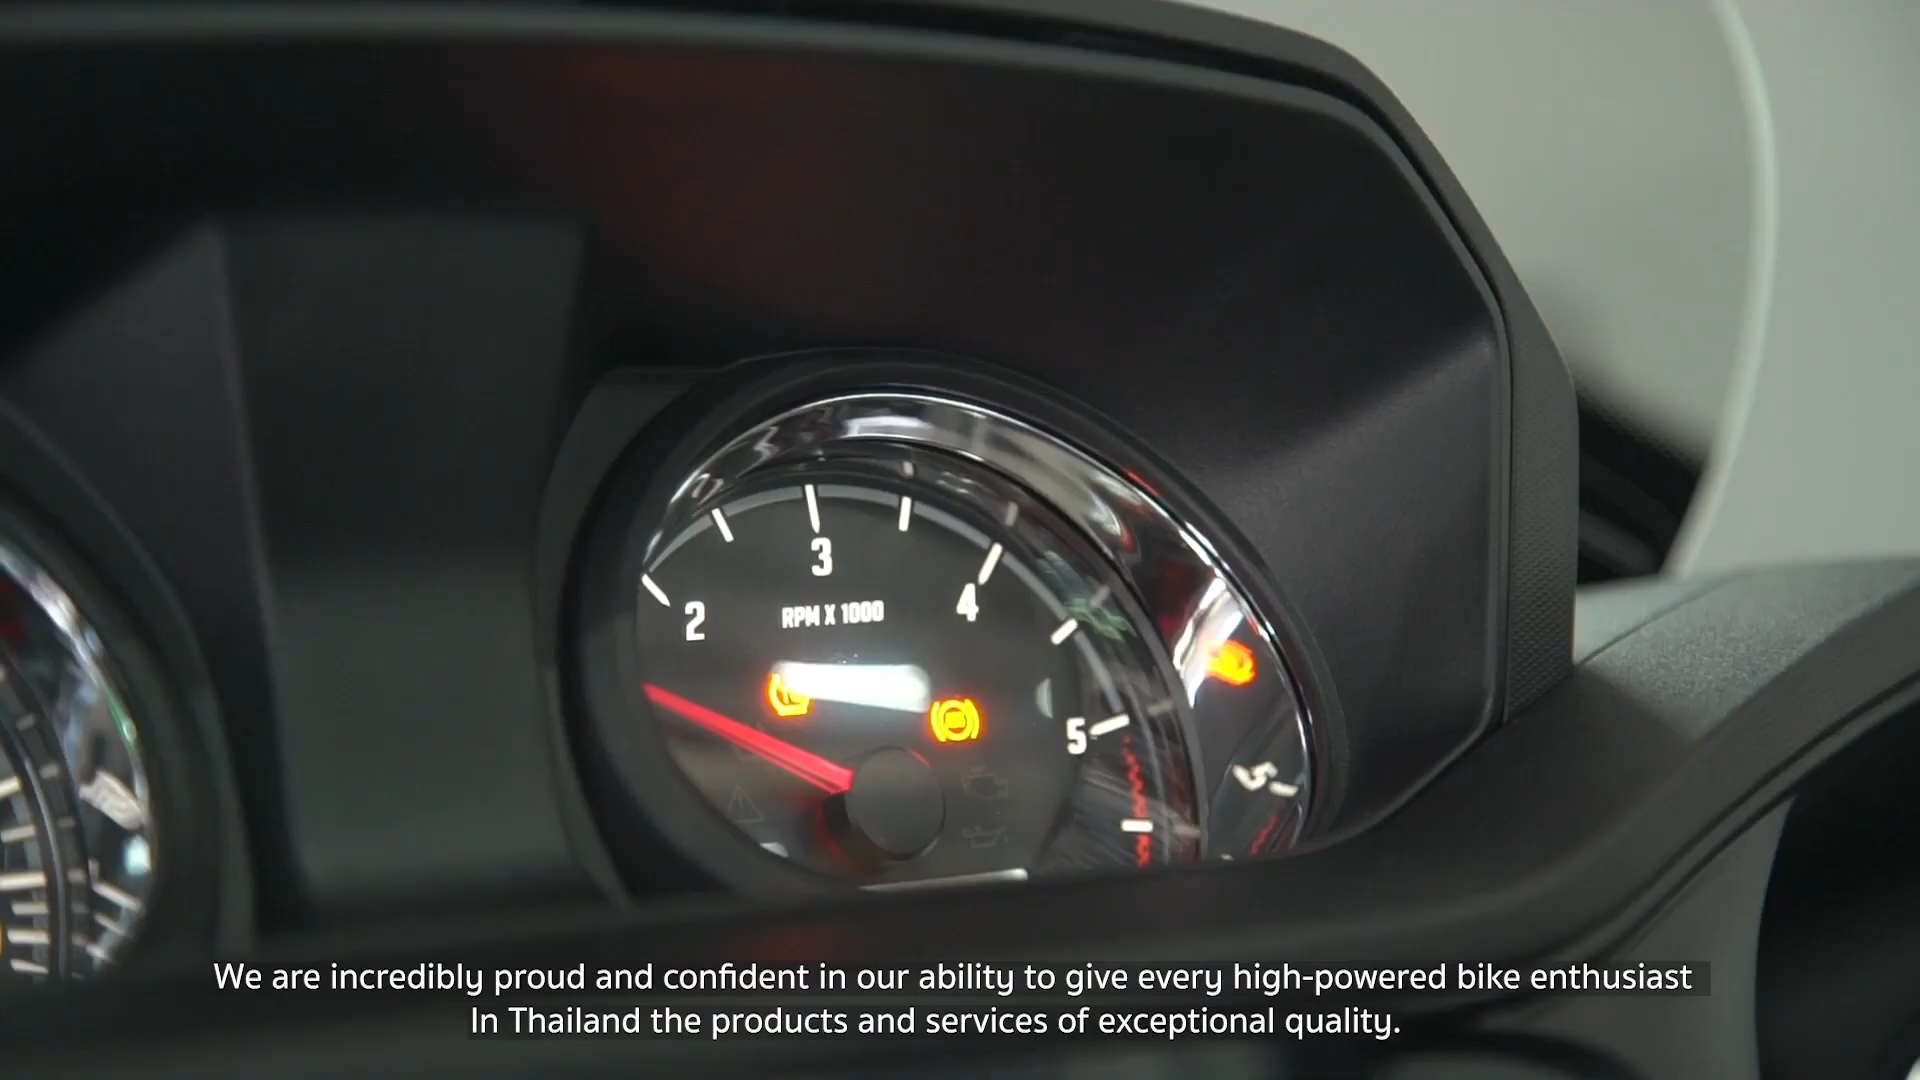 3
2
4
RPM X 1000
5
5
We are incredibly proud and confident in our ability to give every high-powered bike enthusiast
In Thailand the products and services of exceptional quality.